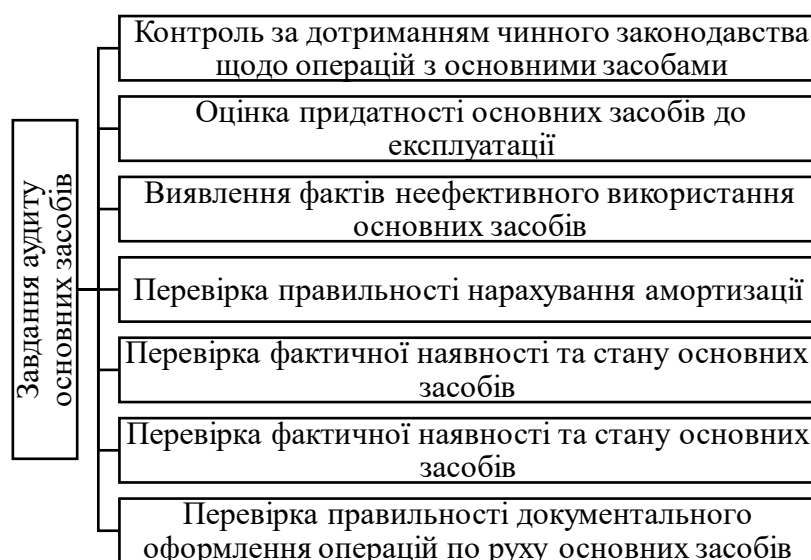 Завдання аудиту
основних засобів
Контроль за дотриманням чинного законодавства
щодо операцій з основними засобами
Оцінка придатності основних засобів до
експлуатації
Виявлення фактів неефективного використання
основних засобів
Перевірка правильності нарахування амортизації
Перевірка фактичної наявності та стану основних
засобів
Перевірка фактичної наявності та стану основних
засобів
Перевірка правильності документального
оформлення операцій по руху основних засобів